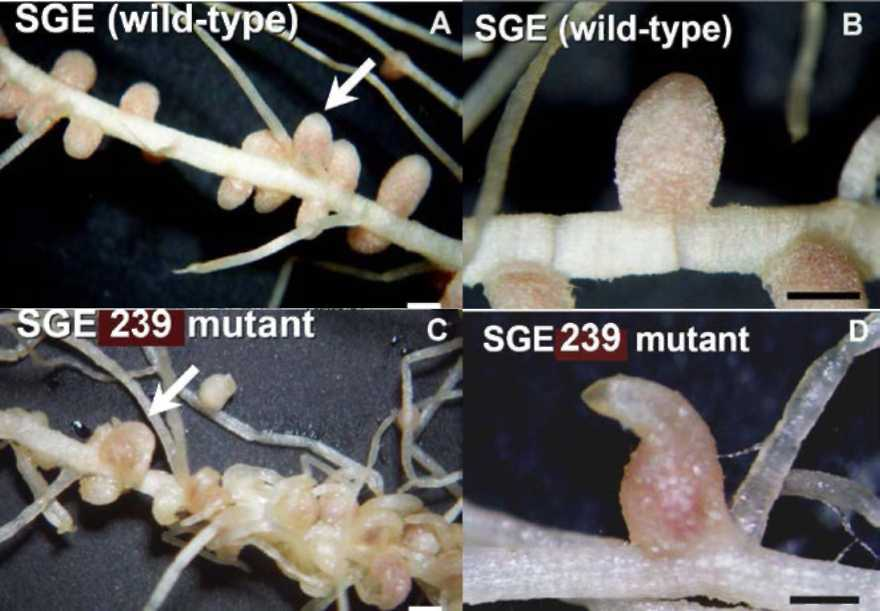 SGE (wild-type)
A
SGE (wild-type)
B
SGE 239 mutant
C
SGE 239 mutant
D